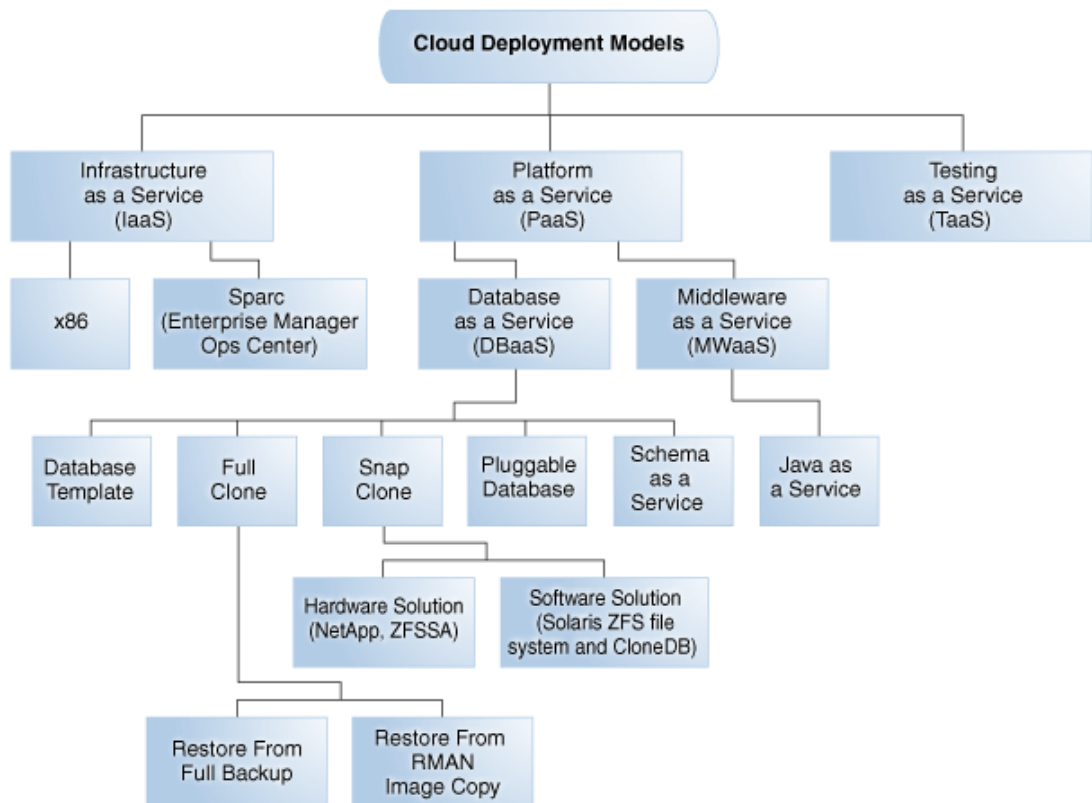 Cloud Deployment Models
Infrastructure
as a Service
(IaaS)
Platform
as a Service
(PaaS)
Testing
as a Service
(TaaS)
x86
Sparc
(Enterprise Manager
Ops Center)
Database
as a Service
(DBaaS)
Middleware
as a Service
(MWaaS)
Database
Template
Full
Clone
Snap
Clone
Pluggable
Database
Schema
as a
Service
Java as
a Service
Hardware Solution
(NetApp, ZFSSA)
Software Solution
(Solaris ZFS file
system and CloneDB)
Restore From
Full Backup
Restore From
RMAN
Image Copy